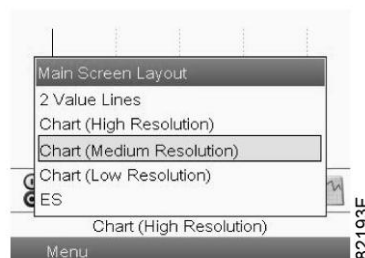 Main Screen Layout
2 Value Lines
Chart (High Resolution)
Chart (Medium Resolution)
Chart (Low Resolution)
ES
Chart (High Resolution)
Menu
82193F